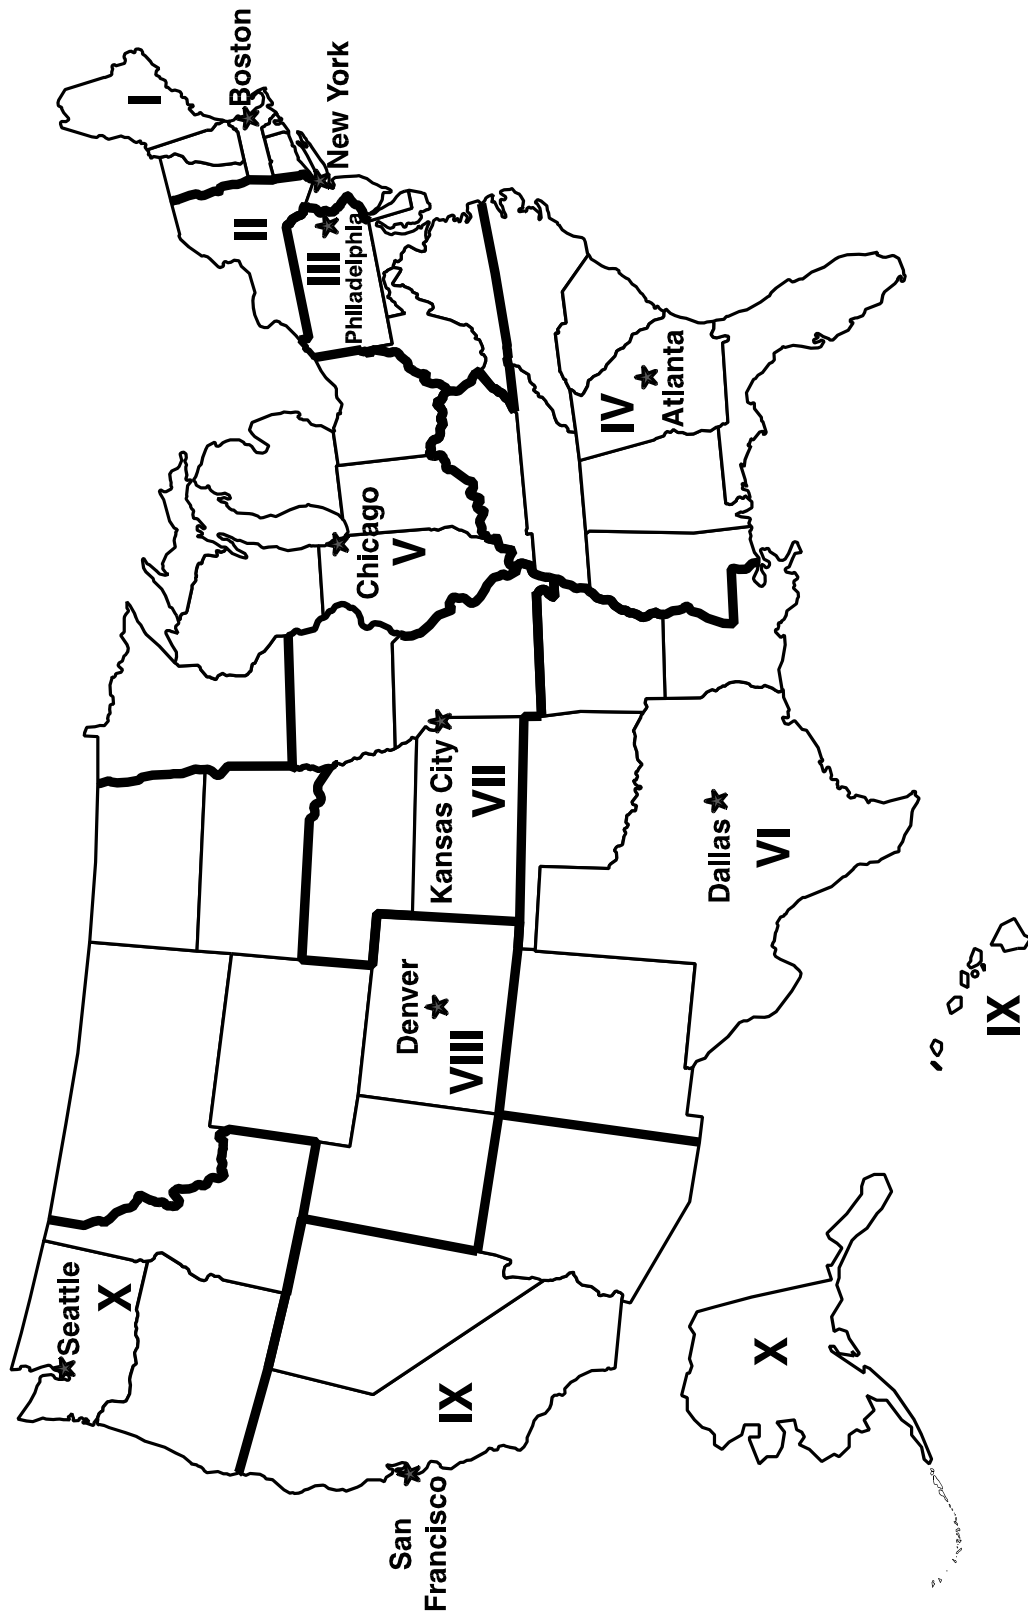 I
Boston
New York
II
III
Philadelphia
Chicago
V
IV
Atlanta
Kansas City
VII
Dallas
VI
Denver
VIII
Seattle
X
IX
San
Francisco
X
IX